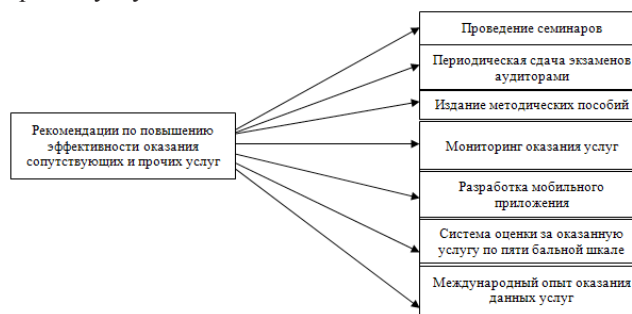 Проведение семинаров
Периодическая сдача экзаменов
аудиторами
Издание методических пособий
Рекомендации по повышению
эффективности оказания
сопутствующих и прочих услуг
Мониторинг оказания услуг
Разработка мобильного
приложения
Система оценки за оказанную
услугу по пяти бальной шкале
Международный опыт оказания
данных услуг